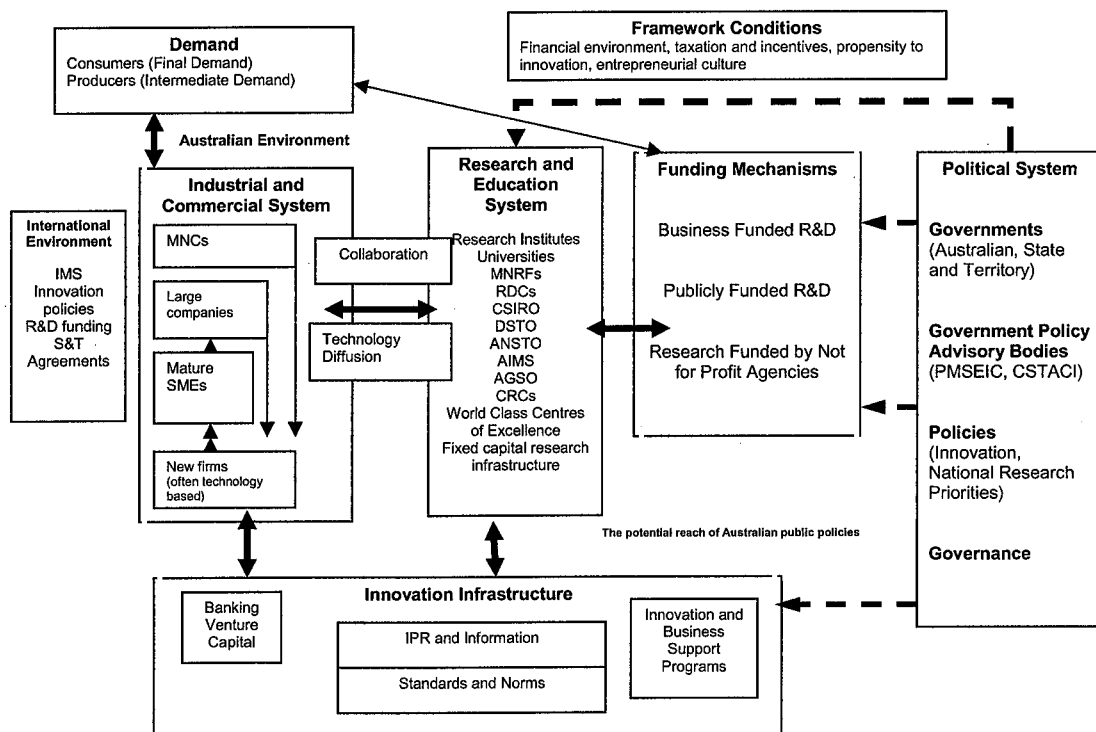 Demand
Consumers (Final Demand)
Producers (Intermediate Demand)
Framework Conditions
Financial environment, taxation and incentives, propensity to
innovation, entrepreneurial culture
Australian Environment
International
Environment
IMS
Innovation
policies
R&D funding
S&T
Agreements
Industrial and
Commercial System
MNCs
Large
companies
Mature
SMEs
New firms
(often technology
based)
Collaboration
Technology
Diffusion
Research and
Education
System
Research Institutes
Universities
MNRFs
RDCs
CSIRO
DSTO
ANSTO
AIMS
AGSO
CRCs
World Class Centres
of Excellence
Fixed capital research
infrastructure
Funding Mechanisms
Business Funded R&D
Publicly Funded R&D
Research Funded by Not
for Profit Agencies
Political System
Governments
(Australian, State
and Territory)
Government Policy
Advisory Bodies
(PMSEIC, CSTACI)
Policies
(Innovation,
National Research
Priorities)
Governance
The potential reach of Australian public policies
Innovation Infrastructure
Banking
Venture
Capital
IPR and Information
Standards and Norms
Innovation and
Business
Support
Programs